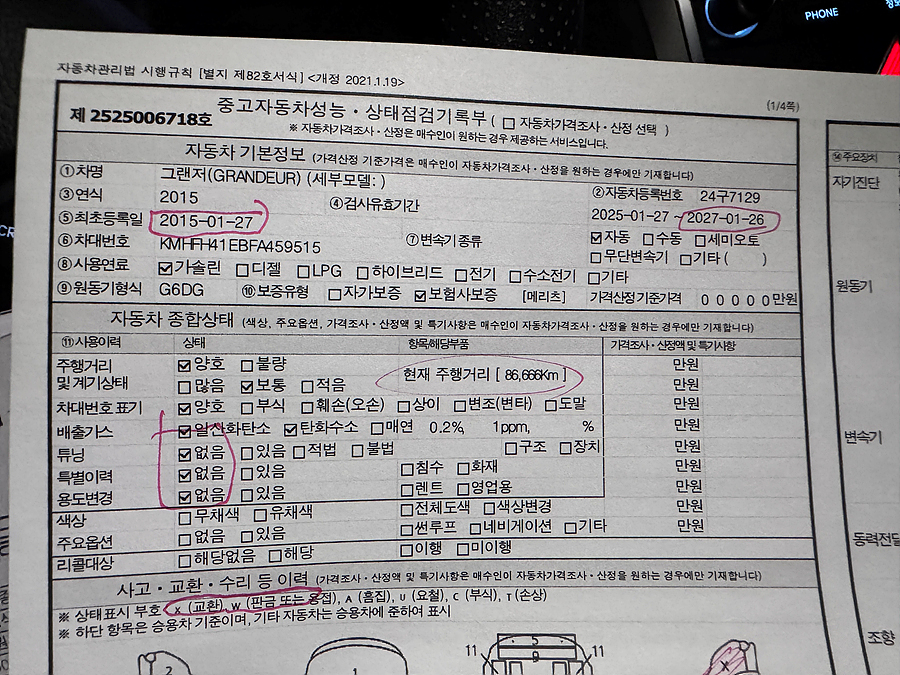 PHONE
자동차관리법 시행규칙 [별지 제82호서식] <개정 2021.1.19>
(1/4쪽)
제 2525006718호 중고자동차성능·상태점검기록부 ( □ 자동차가격조사·산정 선택 )
※ 자동차가격조사·산정은 매수인이 원하는 경우 제공하는 서비스입니다.
자동차 기본정보 (가격산정 기준가격은 매수인이 자동차가격조사·산정을 원하는 경우에만 기재합니다)
①차명 그랜저(GRANDEUR) (세부모델: ) ②자동차등록번호 24구7129
③연식 2015 ④검사유효기간 2025-01-27 ~ 2027-01-26
⑤최초등록일 2015-01-27
⑥차대번호 KMHFH41EBFA459515 ⑦변속기종류 ☑자동 □수동 □세미오토
□무단변속기 □기타 ( )
⑧사용연료 ☑가솔린 □디젤 □LPG □하이브리드 □전기 □수소전기 □기타
⑨원동기형식 G6DG ⑩보증유형 □자가보증 ☑보험사보증 [메리츠] 가격산정 기준가격 0 0 0 0 0 만원
자동차 종합상태 (색상, 주요옵션, 가격조사·산정액 및 특기사항은 매수인이 자동차가격조사·산정을 원하는 경우에만 기재합니다)
⑪사용이력 상태 항목/해당부품 가격조사·산정액 및 특기사항
주행거리 ☑양호 □불량 현재 주행거리 [ 86,666Km ] 만원
및 계기상태 □많음 ☑보통 □적음 만원
차대번호 표기 ☑양호 □부식 □훼손(오손) □상이 □변조(변타) □도말 만원
배출가스 ☑일산화탄소 ☑탄화수소 □매연 0.2%, 1ppm, % 만원
튜닝 ☑없음 □있음 □적법 □불법 □구조 □장치 만원
특별이력 ☑없음 □있음 □침수 □화재 만원
용도변경 ☑없음 □있음 □렌트 □영업용 만원
색상 □무채색 □유채색 □전체도색 □색상변경 만원
주요옵션 □없음 □있음 □썬루프 □네비게이션 □기타 만원
리콜대상 □해당없음 □해당 □이행 □미이행
사고·교환·수리 등 이력 (가격조사·산정액 및 특기사항은 매수인이 자동차가격조사·산정을 원하는 경우에만 기재합니다)
※ 상태표시 부호 X (교환), W (판금 또는 용접), A (흠집), U (요철), C (부식), T (손상)
※ 하단 항목은 승용차 기준이며, 기타 자동차는 승용차에 준하여 표시
2 1 11 5 9 11 X
⑭주요장치
자기진단
원동기
변속기
동력전달
조향